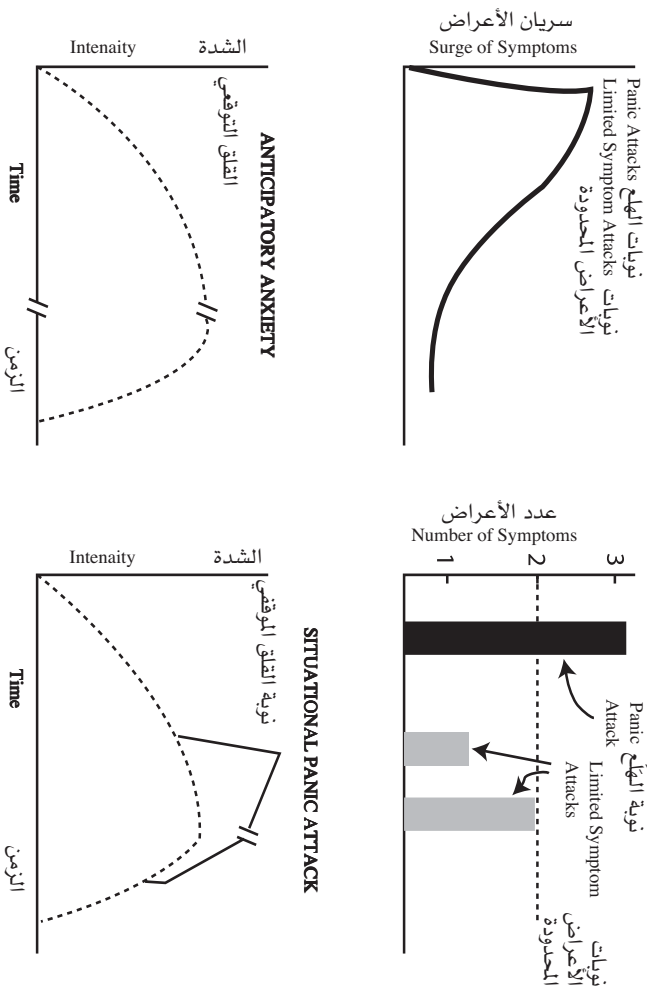 سريان الأعراض
Surge of Symptoms
Panic Attacks نوبات الهلع
Limited Symptom Attacks نوبات
الأعراض المحدودة
عدد الأعراض
Number of Symptoms
1
2
3
Panic نوبة الهَلَع
Attack
Limited Symptom
Attacks
نوبات
الأعراض
المحدودة
Intenaity
الشدة
ANTICIPATORY ANXIETY
القلق التوقعي
Time
الزمن
Intenaity
الشدة
SITUATIONAL PANIC ATTACK
نوبة القلق الموقفي
Time
الزمن